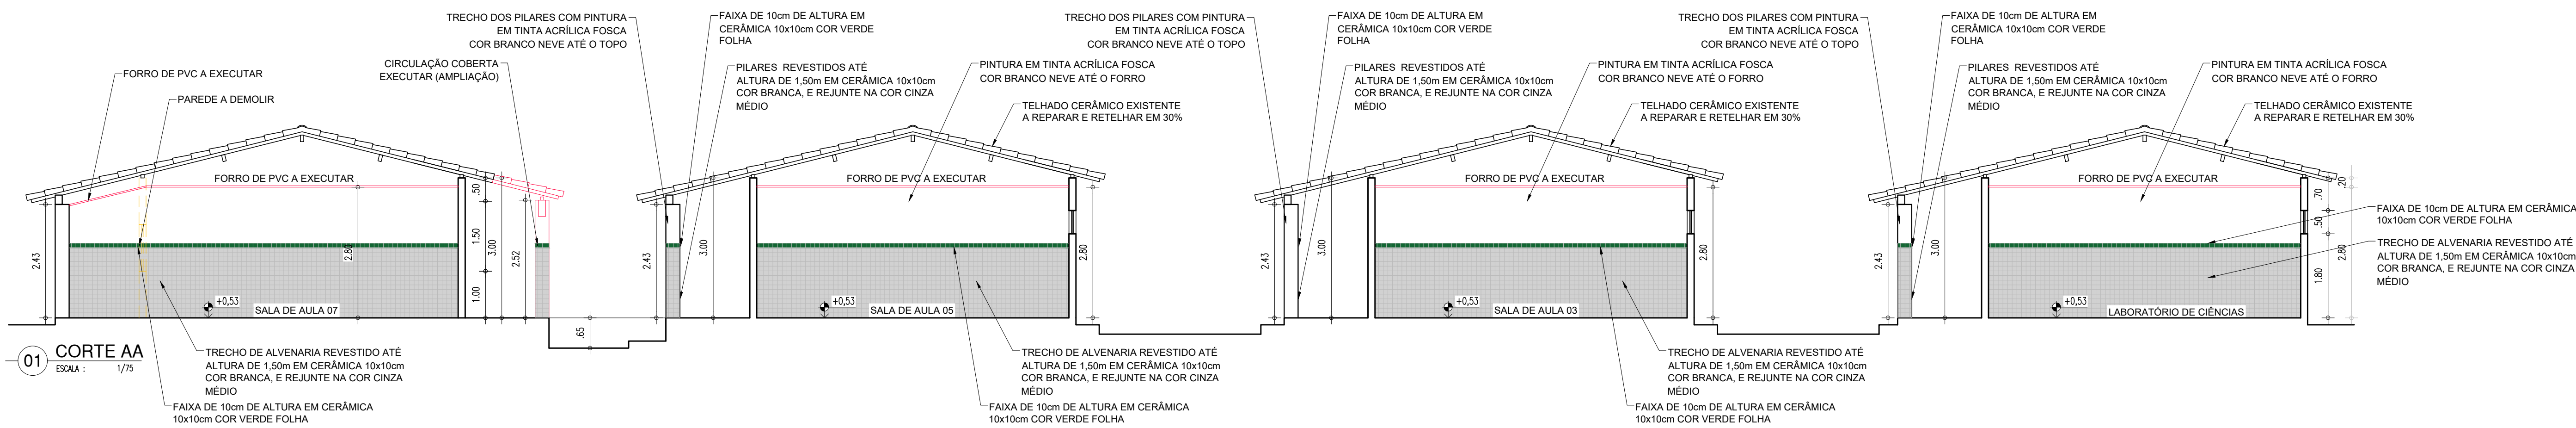 TRECHO DOS PILARES COM PINTURA
EM TINTA ACRÍLICA FOSCA
COR BRANCO NEVE ATÉ O TOPO
FAIXA DE 10cm DE ALTURA EM
CERÂMICA 10x10cm COR VERDE
FOLHA
TRECHO DOS PILARES COM PINTURA
EM TINTA ACRÍLICA FOSCA
COR BRANCO NEVE ATÉ O TOPO
FAIXA DE 10cm DE ALTURA EM
CERÂMICA 10x10cm COR VERDE
FOLHA
TRECHO DOS PILARES COM PINTURA
EM TINTA ACRÍLICA FOSCA
COR BRANCO NEVE ATÉ O TOPO
FAIXA DE 10cm DE ALTURA EM
CERÂMICA 10x10cm COR VERDE
FOLHA
FORRO DE PVC A EXECUTAR
PAREDE A DEMOLIR
CIRCULAÇÃO COBERTA
EXECUTAR (AMPLIAÇÃO)
PILARES REVESTIDOS ATÉ
ALTURA DE 1,50m EM CERÂMICA 10x10cm
COR BRANCA, E REJUNTE NA COR CINZA
MÉDIO
PINTURA EM TINTA ACRÍLICA FOSCA
COR BRANCO NEVE ATÉ O FORRO
TELHADO CERÂMICO EXISTENTE
A REPARAR E RETELHAR EM 30%
PILARES REVESTIDOS ATÉ
ALTURA DE 1,50m EM CERÂMICA 10x10cm
COR BRANCA, E REJUNTE NA COR CINZA
MÉDIO
PINTURA EM TINTA ACRÍLICA FOSCA
COR BRANCO NEVE ATÉ O FORRO
TELHADO CERÂMICO EXISTENTE
A REPARAR E RETELHAR EM 30%
PILARES REVESTIDOS ATÉ
ALTURA DE 1,50m EM CERÂMICA 10x10cm
COR BRANCA, E REJUNTE NA COR CINZA
MÉDIO
PINTURA EM TINTA ACRÍLICA FOSCA
COR BRANCO NEVE ATÉ O FORRO
TELHADO CERÂMICO EXISTENTE
A REPARAR E RETELHAR EM 30%
FORRO DE PVC A EXECUTAR
2.43
2.80
+0,53
SALA DE AULA 07
.50
1.50
1.00
3.00
2.52
.65
2.43
3.00
FORRO DE PVC A EXECUTAR
+0,53
SALA DE AULA 05
2.80
2.43
3.00
FORRO DE PVC A EXECUTAR
+0,53
SALA DE AULA 03
2.80
2.43
3.00
FORRO DE PVC A EXECUTAR
+0,53
LABORATÓRIO DE CIÊNCIAS
.70
.50
1.80
.20
2.80
FAIXA DE 10cm DE ALTURA EM CERÂMICA
10x10cm COR VERDE FOLHA
TRECHO DE ALVENARIA REVESTIDO ATÉ
ALTURA DE 1,50m EM CERÂMICA 10x10cm
COR BRANCA, E REJUNTE NA COR CINZA
MÉDIO
01
CORTE AA
ESCALA : 1/75
TRECHO DE ALVENARIA REVESTIDO ATÉ
ALTURA DE 1,50m EM CERÂMICA 10x10cm
COR BRANCA, E REJUNTE NA COR CINZA
MÉDIO
FAIXA DE 10cm DE ALTURA EM CERÂMICA
10x10cm COR VERDE FOLHA
TRECHO DE ALVENARIA REVESTIDO ATÉ
ALTURA DE 1,50m EM CERÂMICA 10x10cm
COR BRANCA, E REJUNTE NA COR CINZA
MÉDIO
FAIXA DE 10cm DE ALTURA EM CERÂMICA
10x10cm COR VERDE FOLHA
TRECHO DE ALVENARIA REVESTIDO ATÉ
ALTURA DE 1,50m EM CERÂMICA 10x10cm
COR BRANCA, E REJUNTE NA COR CINZA
MÉDIO
FAIXA DE 10cm DE ALTURA EM CERÂMICA
10x10cm COR VERDE FOLHA